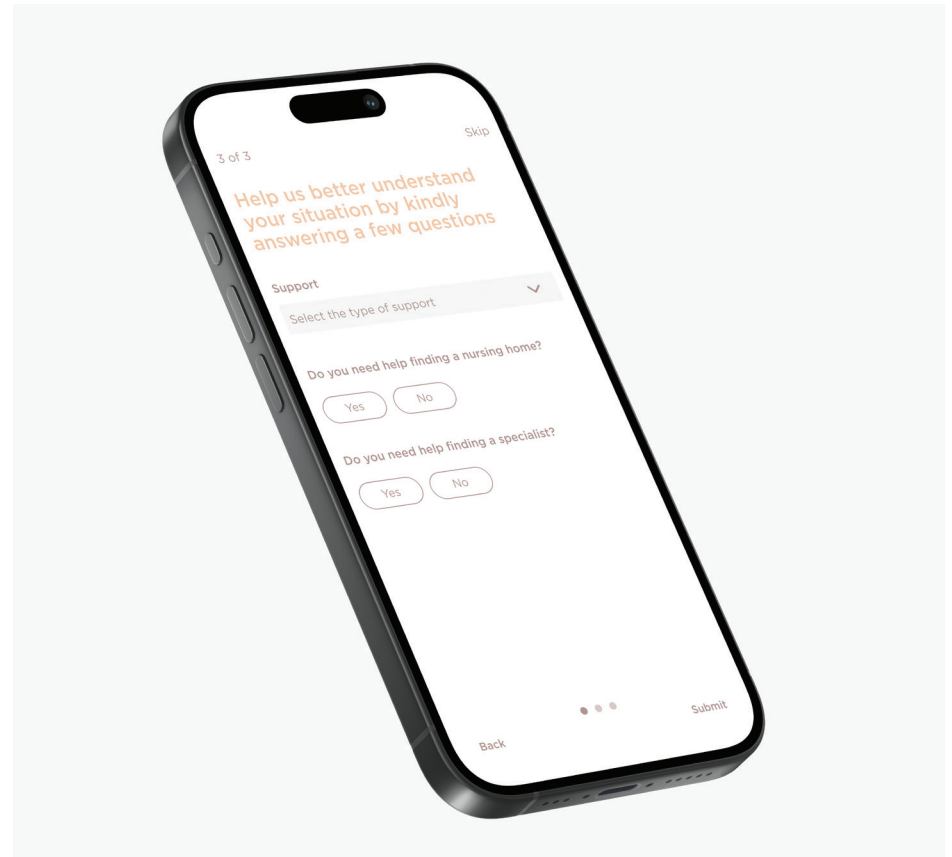 3 of 3
Skip
Help us better understand
your situation by kindly
answering a few questions
Support
Select the type of support
Do you need help finding a nursing home?
Yes
No
Do you need help finding a specialist?
Yes
No
Back
Submit